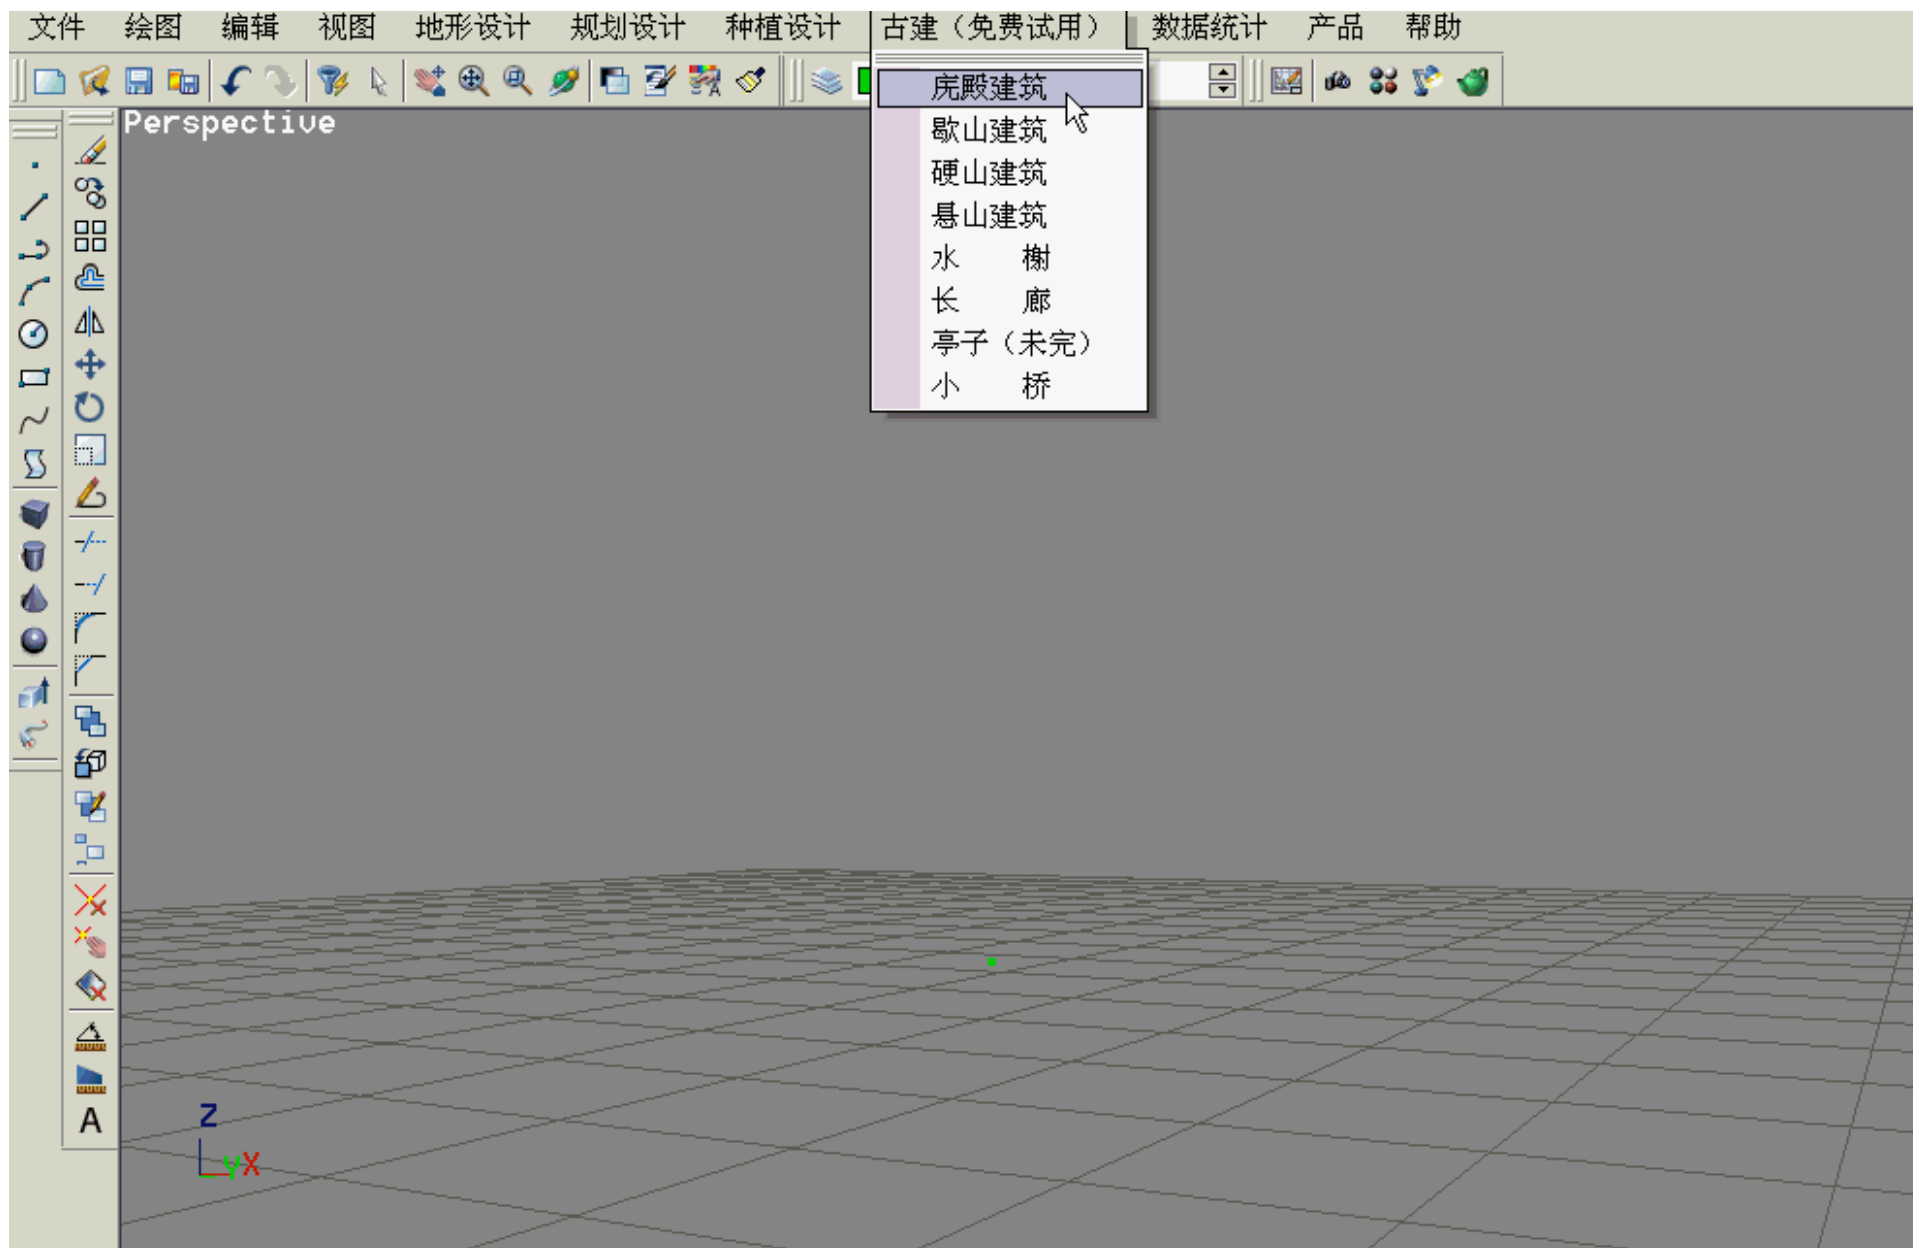 文件 绘图 编辑 视图 地形设计 规划设计 种植设计 古建（免费试用） 数据统计 产品 帮助
Perspective
庑殿建筑
歇山建筑
硬山建筑
悬山建筑
水 榭
长 廊
亭子（未完）
小 桥
A
Z
Y X